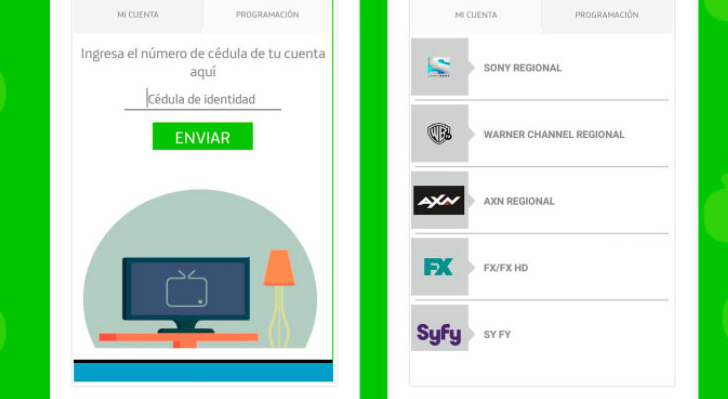 MI CUENTA
PROGRAMACIÓN
Ingresa el número de cédula de tu cuenta
aquí
Cédula de identidad
ENVIAR
MI CUENTA
PROGRAMACIÓN
SONY REGIONAL
WB
WARNER CHANNEL REGIONAL
AXN
AXN REGIONAL
FX
FX/FX HD
Syfy
SY FY